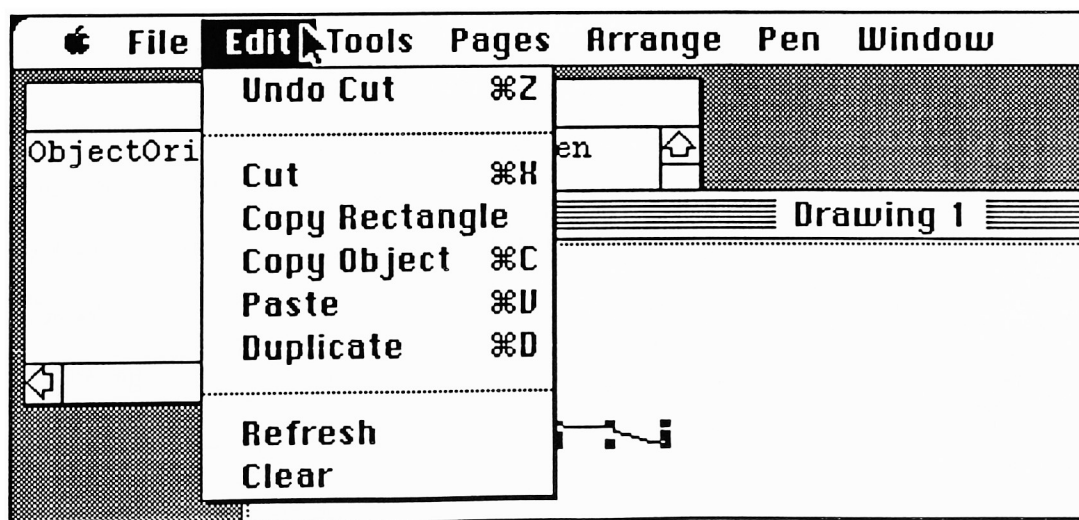 File Edit Tools Pages Arrange Pen Window
Undo Cut ⌘Z
ObjectOri
en
Cut ⌘X
Copy Rectangle
Drawing 1
Copy Object ⌘C
Paste ⌘V
Duplicate ⌘D
Refresh
Clear